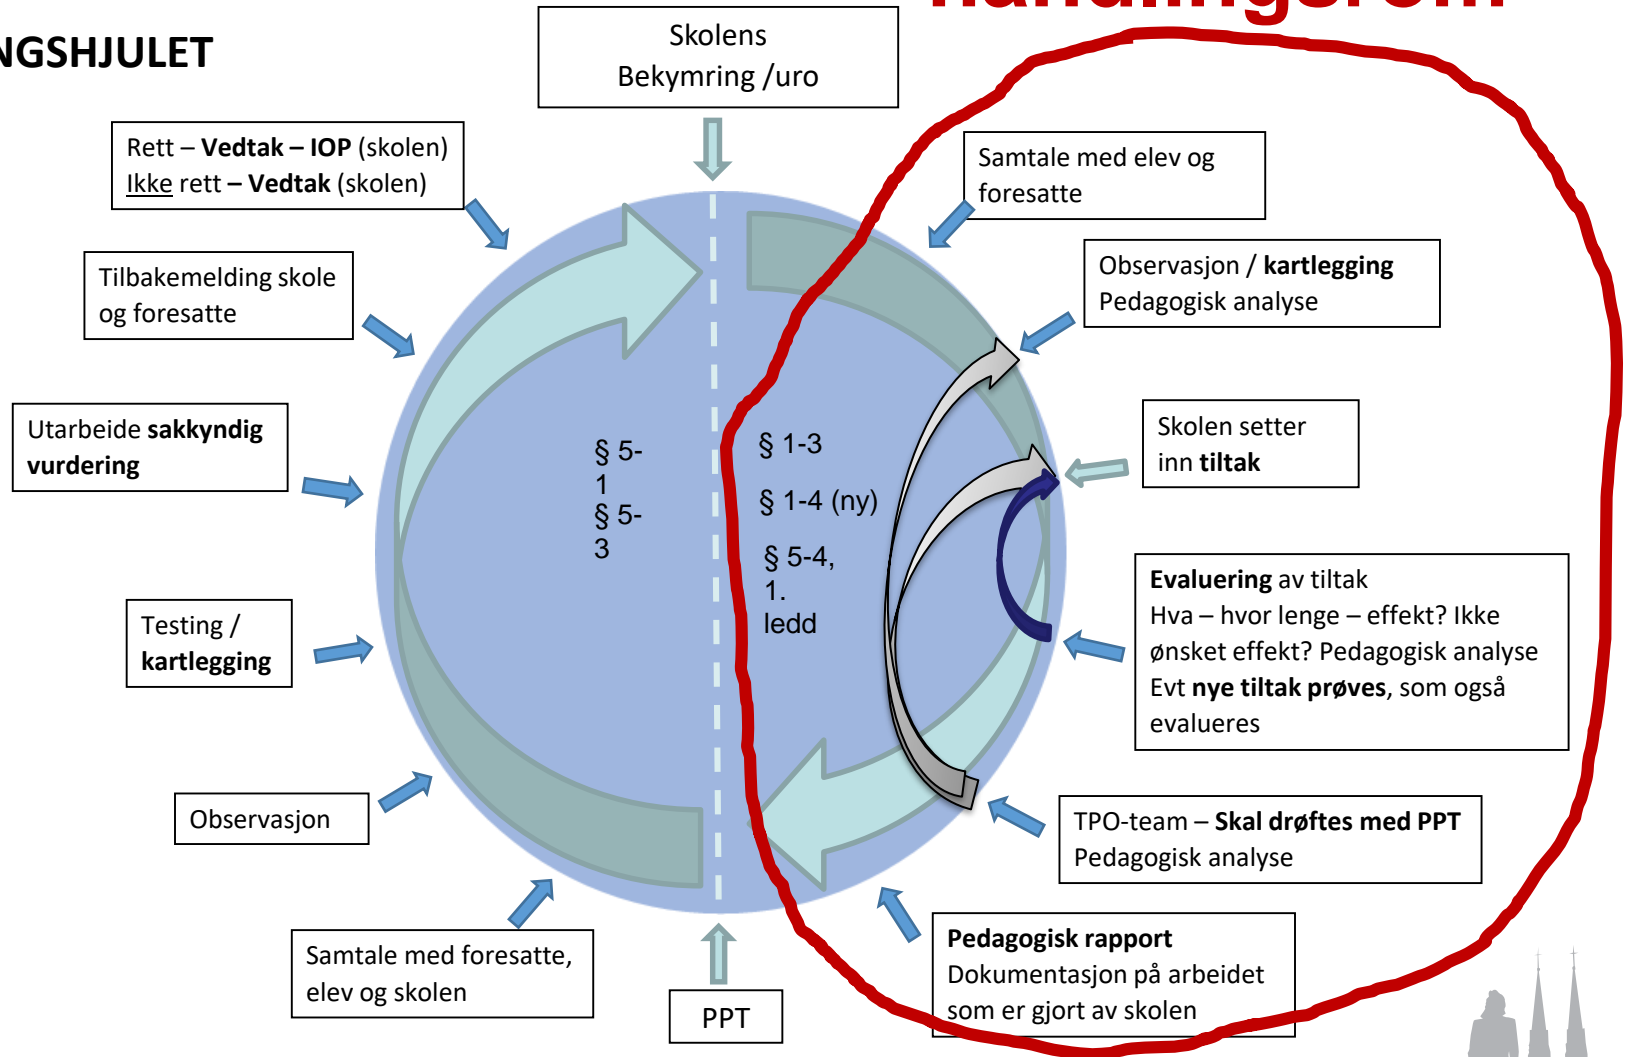 handlingsrom
NGSHJULET
Skolens
Bekymring /uro
Rett – Vedtak – IOP (skolen)
Ikke rett – Vedtak (skolen)
Samtale med elev og
foresatte
Tilbakemelding skole
og foresatte
Observasjon / kartlegging
Pedagogisk analyse
Utarbeide sakkyndig
vurdering
Skolen setter
inn tiltak
§ 5-
1
§ 5-
3
§ 1-3
§ 1-4 (ny)
§ 5-4,
1.
ledd
Evaluering av tiltak
Hva – hvor lenge – effekt? Ikke
ønsket effekt? Pedagogisk analyse
Evt nye tiltak prøves, som også
evalueres
Testing /
kartlegging
Observasjon
TPO-team – Skal drøftes med PPT
Pedagogisk analyse
Samtale med foresatte,
elev og skolen
PPT
Pedagogisk rapport
Dokumentasjon på arbeidet
som er gjort av skolen